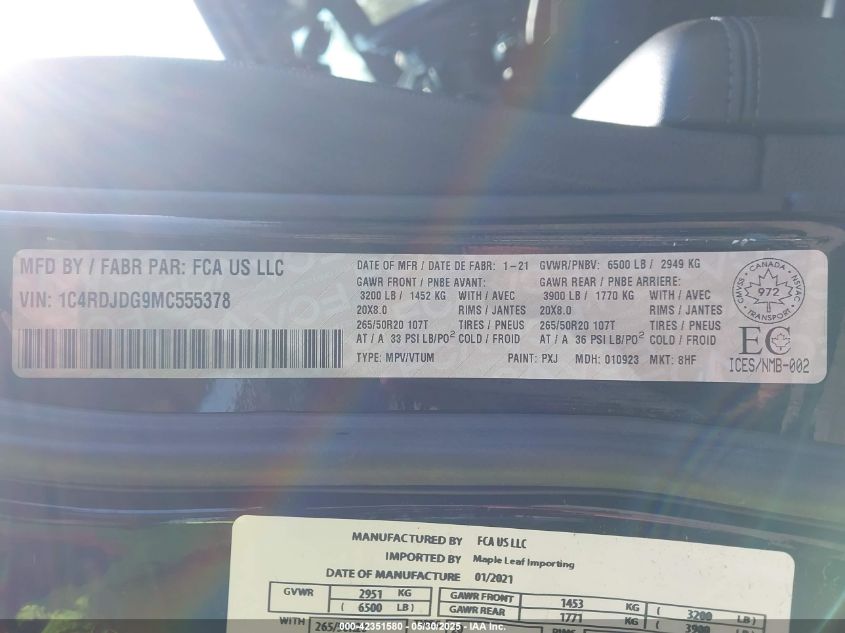 MFD BY / FABR PAR: FCA US LLC
VIN: 1C4RDJDG9MC555378
DATE OF MFR / DATE DE FABR: 1-21 GVWR/PNBV: 6500 LB / 2949 KG
GAWR FRONT / PNBE AVANT: GAWR REAR / PNBE ARRIERE:
3200 LB / 1452 KG WITH / AVEC 3900 LB / 1770 KG WITH / AVEC
20X8.0 RIMS / JANTES 20X8.0 RIMS / JANTES
265/50R20 107T TIRES / PNEUS 265/50R20 107T TIRES / PNEUS
AT / A 33 PSI LB/PO² COLD / FROID AT / A 36 PSI LB/PO² COLD / FROID
TYPE: MPV/VTUM PAINT: PXJ MDH: 010923 MKT: 8HF
CANADA
CMVSS NSVAC
972
TRANSPORT
EC
ICES/NMB-002
MANUFACTURED BY FCA US LLC
IMPORTED BY Maple Leaf Importing
DATE OF MANUFACTURE 01/2021
GVWR 2951 KG GAWR FRONT 1453 KG ( 3200 LB )
( 6500 LB ) GAWR REAR 1771 KG ( 3900 LB )
WITH
000-42351580 - 05/30/2025 - IAA Inc.